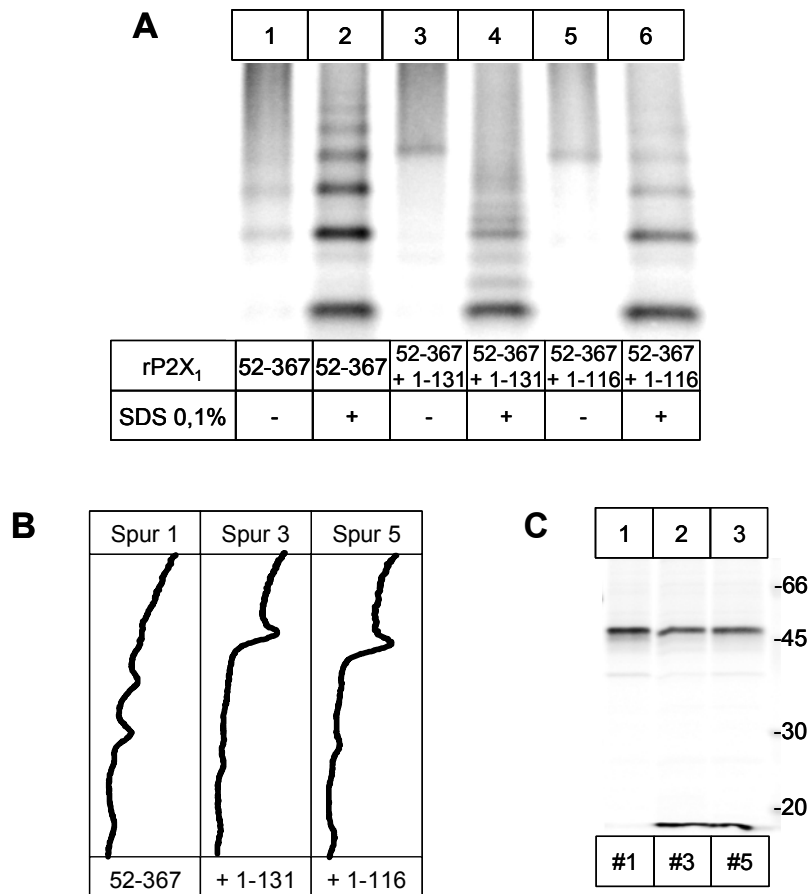 A
1 2 3 4 5 6
rP2X₁ 52-367 52-367 52-367 + 1-131 52-367 + 1-131 52-367 + 1-116 52-367 + 1-116
SDS 0,1% - + - + - +
B
Spur 1 Spur 3 Spur 5
52-367 + 1-131 + 1-116
C
1 2 3
-66
-45
-30
-20
#1 #3 #5